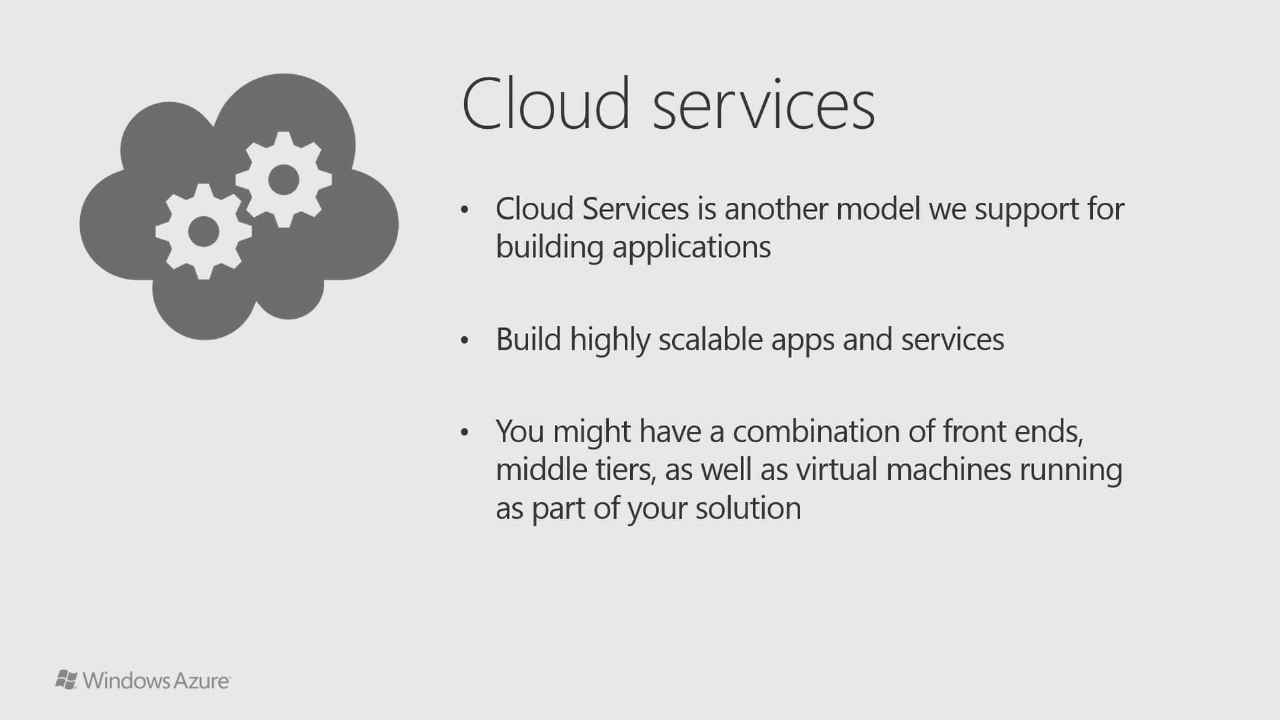 Cloud services
• Cloud Services is another model we support for
building applications
• Build highly scalable apps and services
• You might have a combination of front ends,
middle tiers, as well as virtual machines running
as part of your solution
Windows Azure